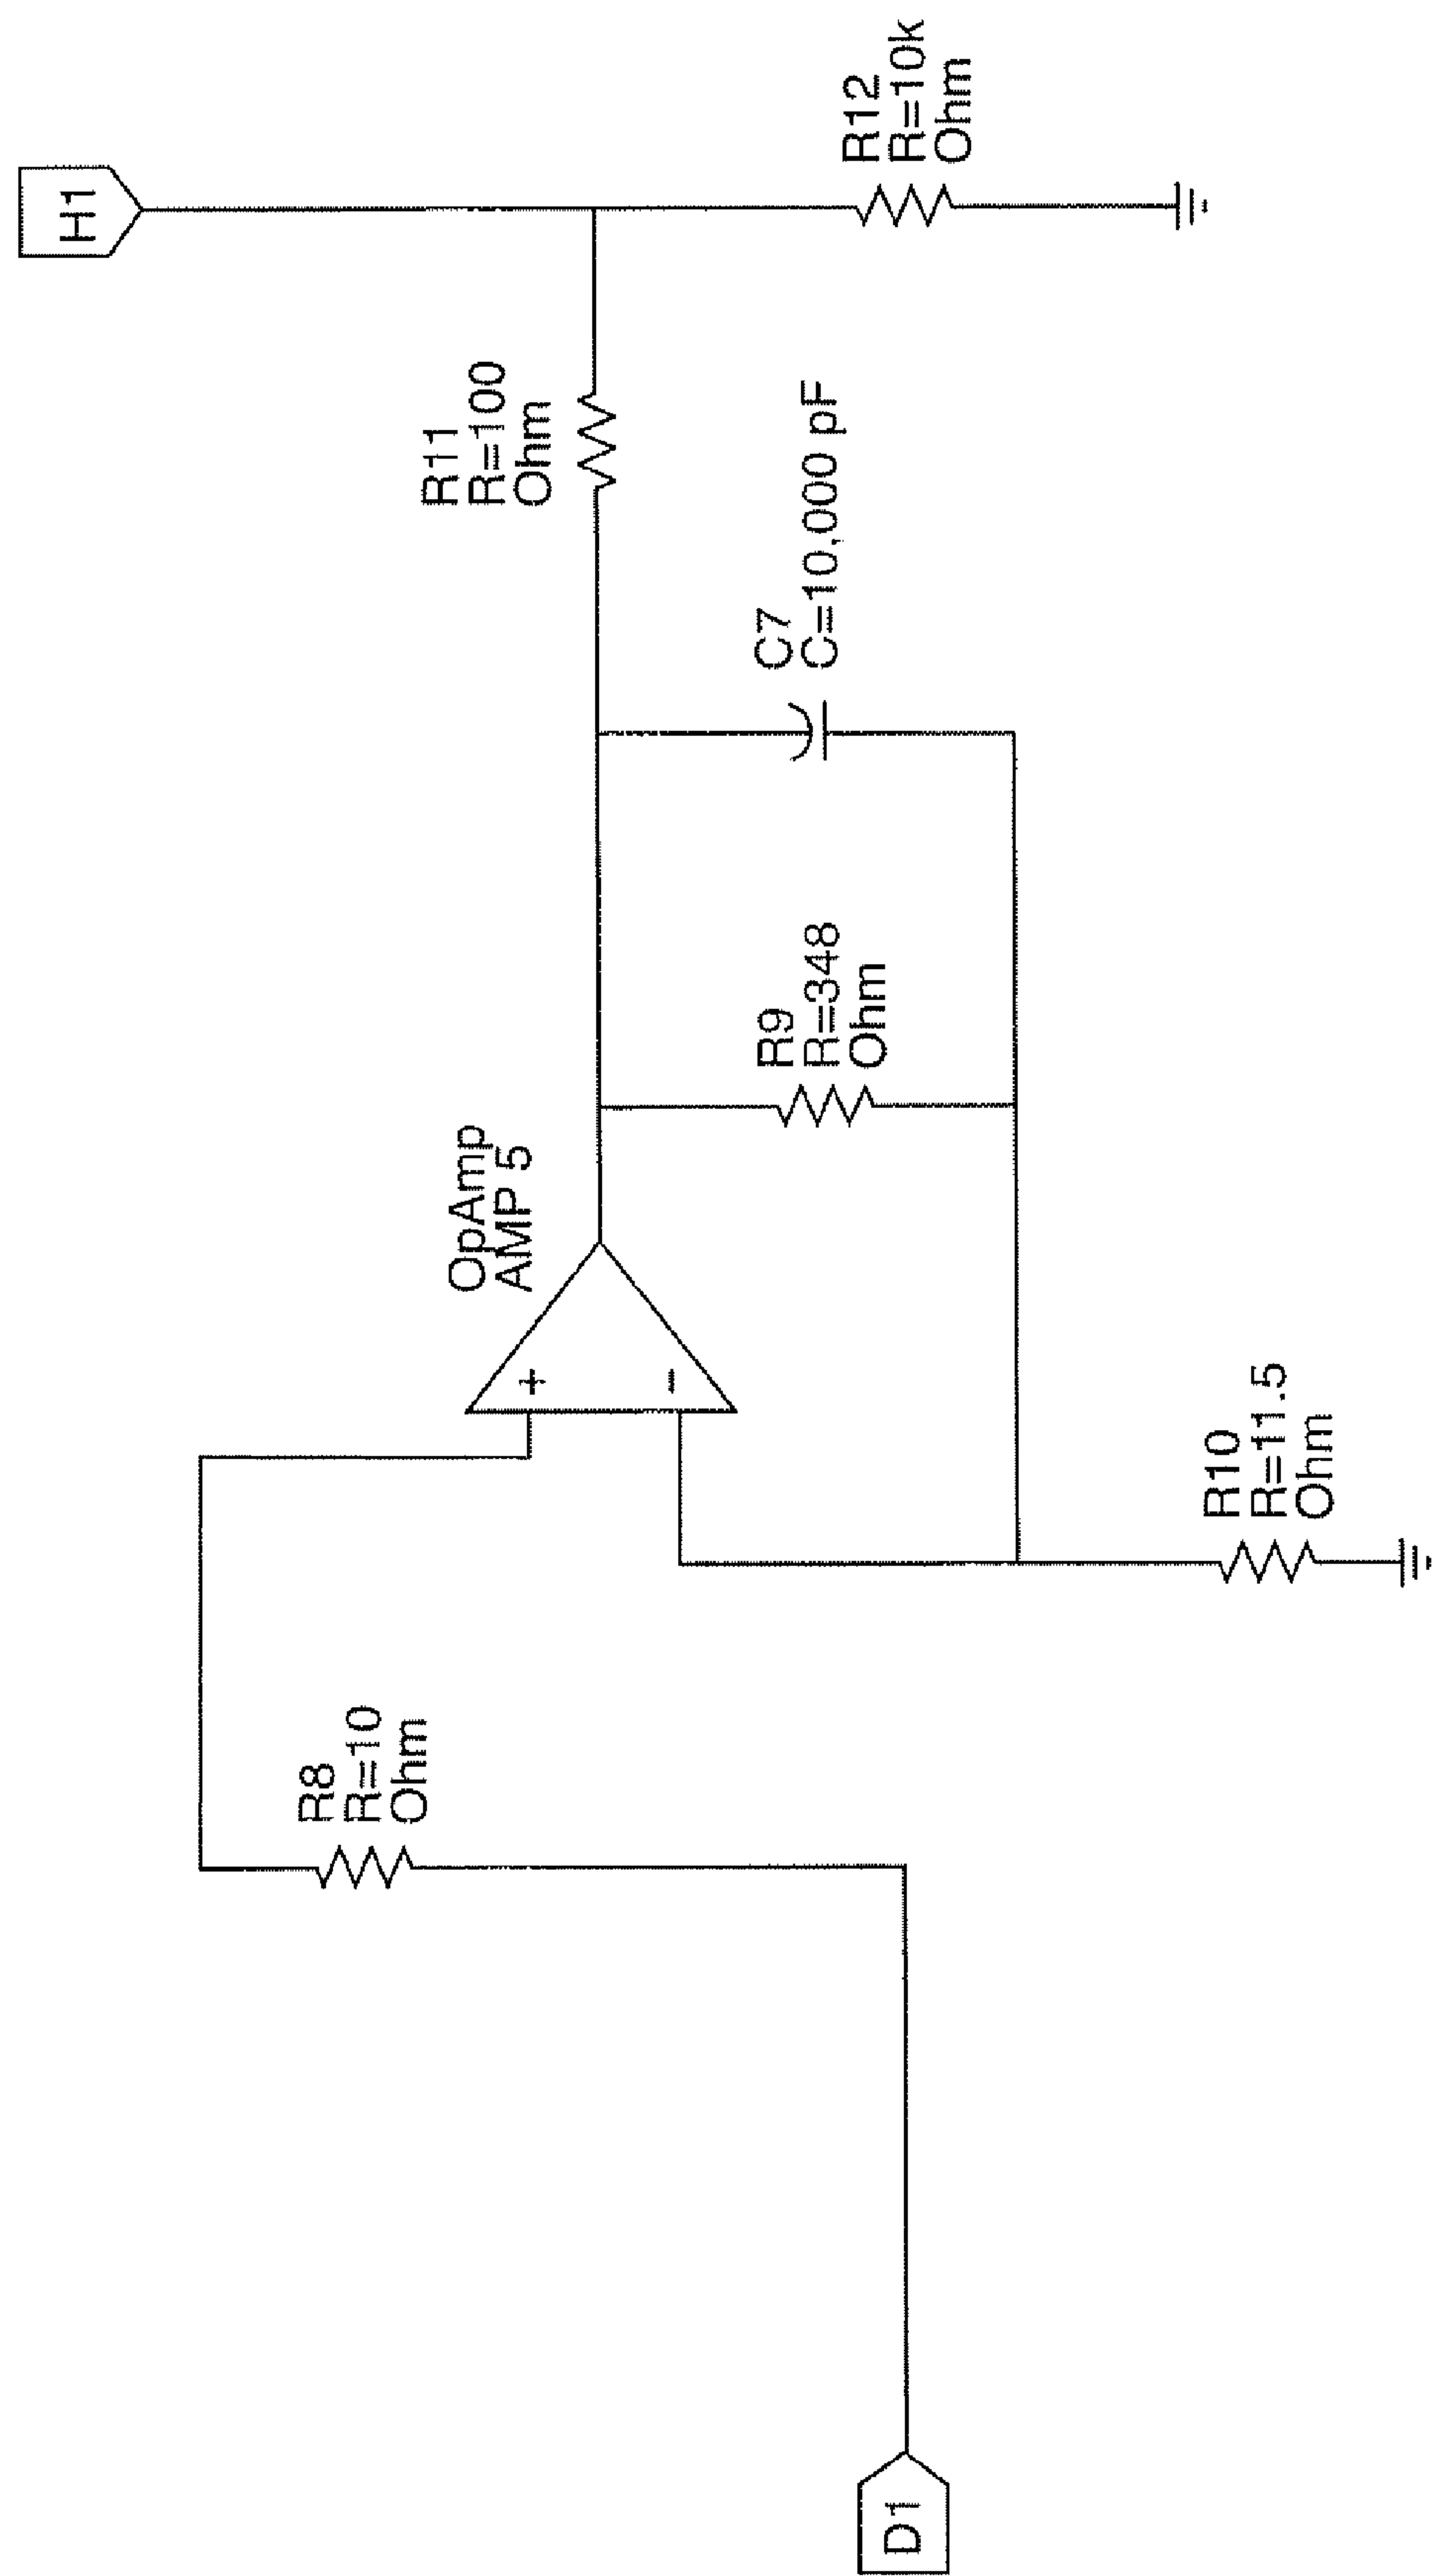 D1
R8
R=10
Ohm
R10
R=11.5
Ohm
+
-
OpAmp
AMP 5
R9
R=348
Ohm
C7
C=10,000 pF
R11
R=100
Ohm
H1
R12
R=10k
Ohm